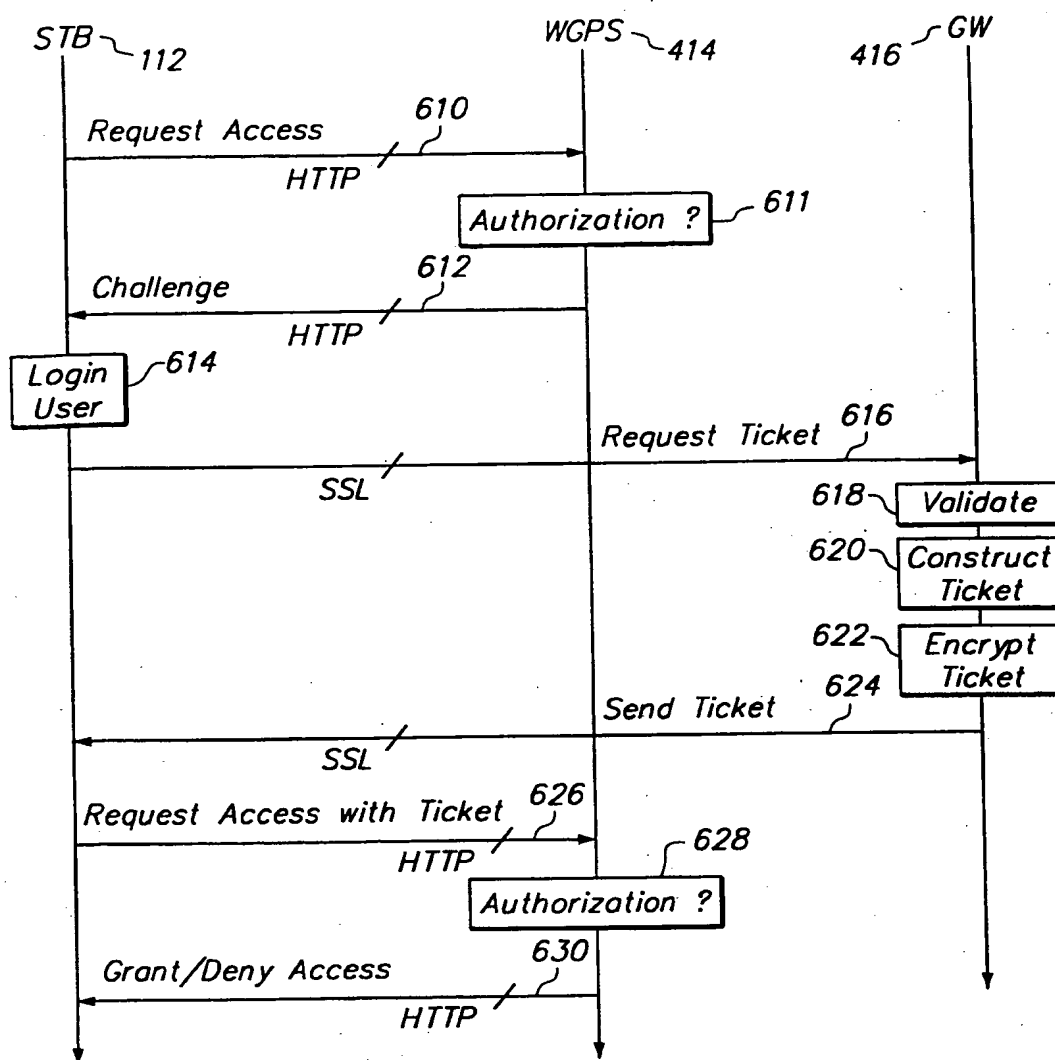 STB 112
WGPS 414
416 GW
610
Request Access
HTTP
Authorization ? 611
612
Challenge
HTTP
Login
User
614
Request Ticket 616
SSL
618 Validate
620 Construct
Ticket
622 Encrypt
Ticket
624
Send Ticket
SSL
Request Access with Ticket 626
HTTP
628
Authorization ?
630
Grant/Deny Access
HTTP